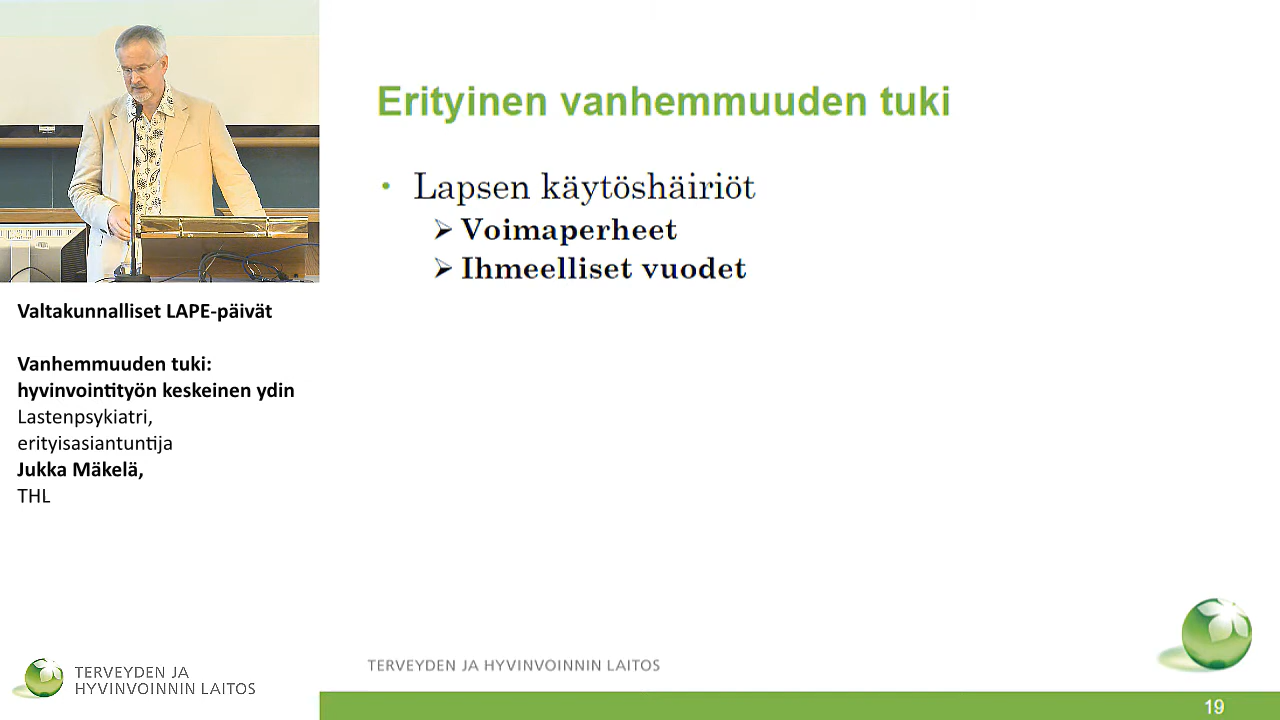 Erityinen vanhemmuuden tuki
• Lapsen käytöshäiriöt
➢ Voimaperheet
➢ Ihmeelliset vuodet
Valtakunnalliset LAPE-päivät
Vanhemmuuden tuki:
hyvinvointityön keskeinen ydin
Lastenpsykiatri,
erityisasiantuntija
Jukka Mäkelä,
THL
TERVEYDEN JA
HYVINVOINNIN LAITOS
TERVEYDEN JA HYVINVOINNIN LAITOS
19